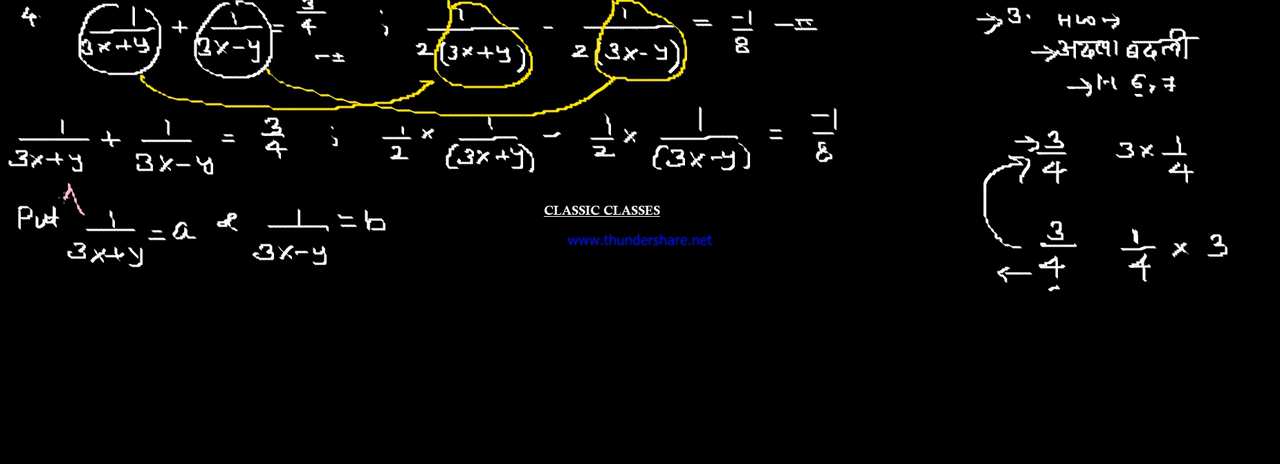 4. 1/(3x+y) + 1/(3x-y) = 3/4 -I ; 1/2(3x+y) - 1/2(3x-y) = -1/8 -II
1/(3x+y) + 1/(3x-y) = 3/4 ; 1/2 × 1/(3x+y) - 1/2 × 1/(3x-y) = -1/8
Put 1/(3x+y) = a & 1/(3x-y) = b
CLASSIC CLASSES
www.thundershare.net
→3. HW→
→अदला बदली
3/4 3×1/4
3/4 1/4 × 3